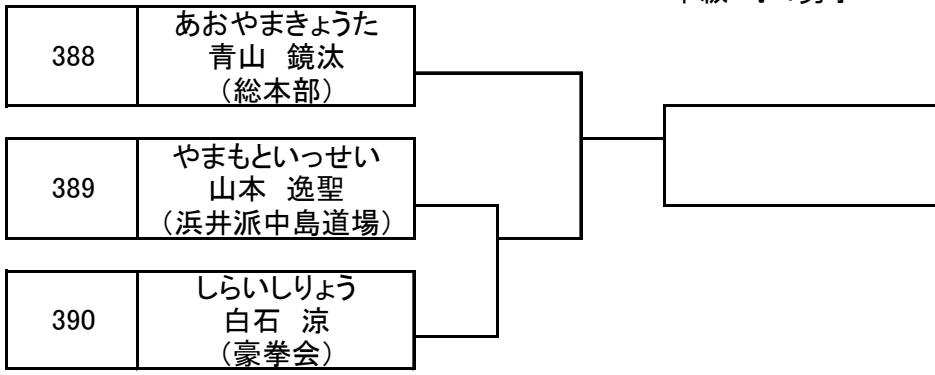 388
あおやまきょうた
青山　鏡汰
（総本部）
389
やまもといっせい
山本　逸聖
（浜井派中島道場）
390
しらいしりょう
白石　涼
（豪拳会）